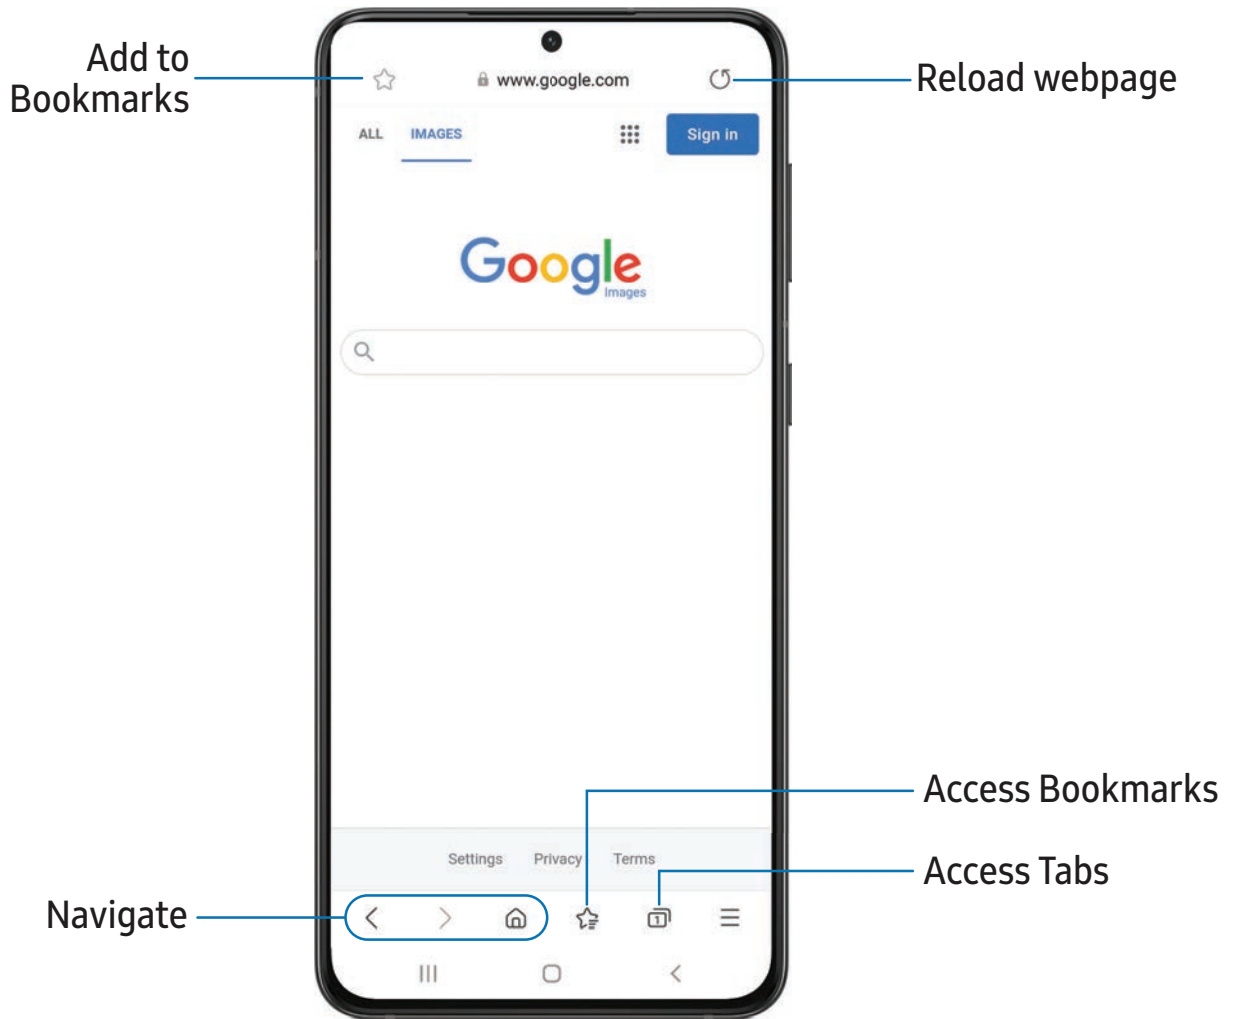 Add to
Bookmarks
www.google.com
Reload webpage
ALL IMAGES
Sign in
Google
Images
Access Bookmarks
Settings Privacy Terms
Access Tabs
Navigate
1